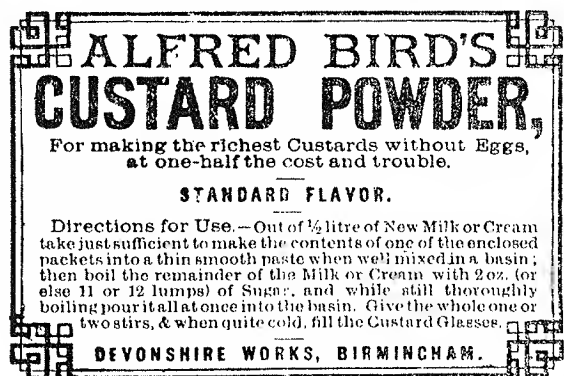 ALFRED BIRD'S
CUSTARD POWDER,
For making the richest Custards without Eggs,
at one-half the cost and trouble.
STANDARD FLAVOR.
Directions for Use.—Out of ½ litre of New Milk or Cream
take just sufficient to make the contents of one of the enclosed
packets into a thin smooth paste when well mixed in a basin;
then boil the remainder of the Milk or Cream with 2 oz. (or
else 11 or 12 lumps) of Sugar, and while still thoroughly
boiling pour it all at once into the basin. Give the whole one or
two stirs, & when quite cold, fill the Custard Glasses.
DEVONSHIRE WORKS, BIRMINGHAM.